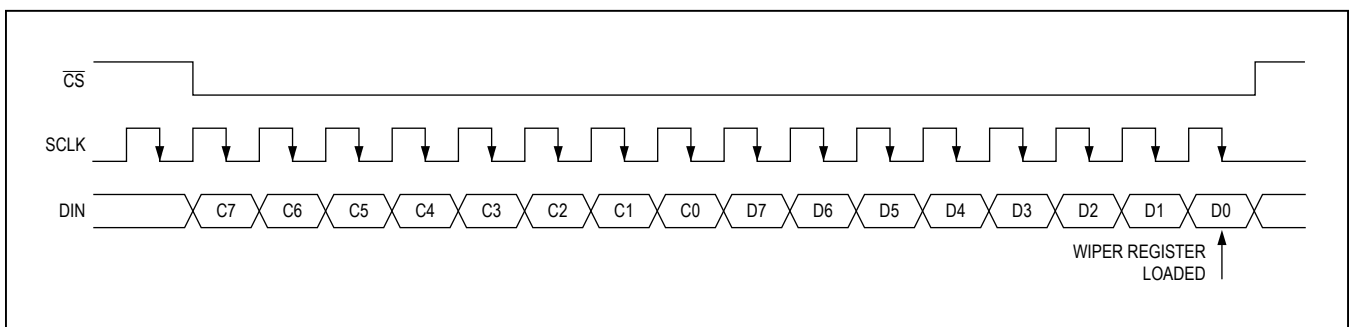 CS
SCLK
DIN C7 C6 C5 C4 C3 C2 C1 C0 D7 D6 D5 D4 D3 D2 D1 D0
WIPER REGISTER
LOADED